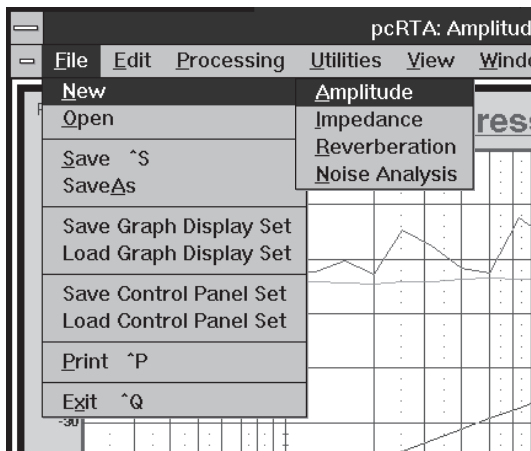 pcRTA: Amplitud
File Edit Processing Utilities View Windo
New
Open
Save ^S
SaveAs
Save Graph Display Set
Load Graph Display Set
Save Control Panel Set
Load Control Panel Set
Print ^P
Exit ^Q
Amplitude
Impedance
Reverberation
Noise Analysis
ress
-30